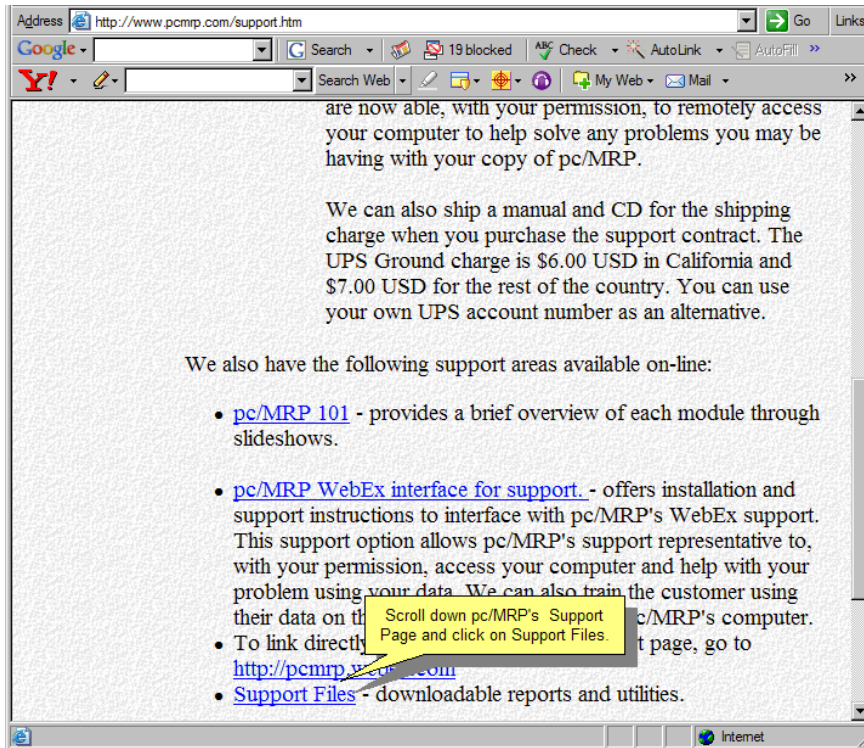 Address http://www.pcmrp.com/support.htm Go Links
Google Search 19 blocked ABC Check AutoLink AutoFill »
Y! Search Web My Web Mail »
are now able, with your permission, to remotely access
your computer to help solve any problems you may be
having with your copy of pc/MRP.
We can also ship a manual and CD for the shipping
charge when you purchase the support contract. The
UPS Ground charge is $6.00 USD in California and
$7.00 USD for the rest of the country. You can use
your own UPS account number as an alternative.
We also have the following support areas available on-line:
• pc/MRP 101 - provides a brief overview of each module through
slideshows.
• pc/MRP WebEx interface for support. - offers installation and
support instructions to interface with pc/MRP's WebEx support.
This support option allows pc/MRP's support representative to,
with your permission, access your computer and help with your
problem using your data. We can also train the customer using
their data on c/MRP's computer.
Scroll down pc/MRP's Support
Page and click on Support Files.
• To link directly page, go to
http://pcmrp.
• Support Files - downloadable reports and utilities.
Internet